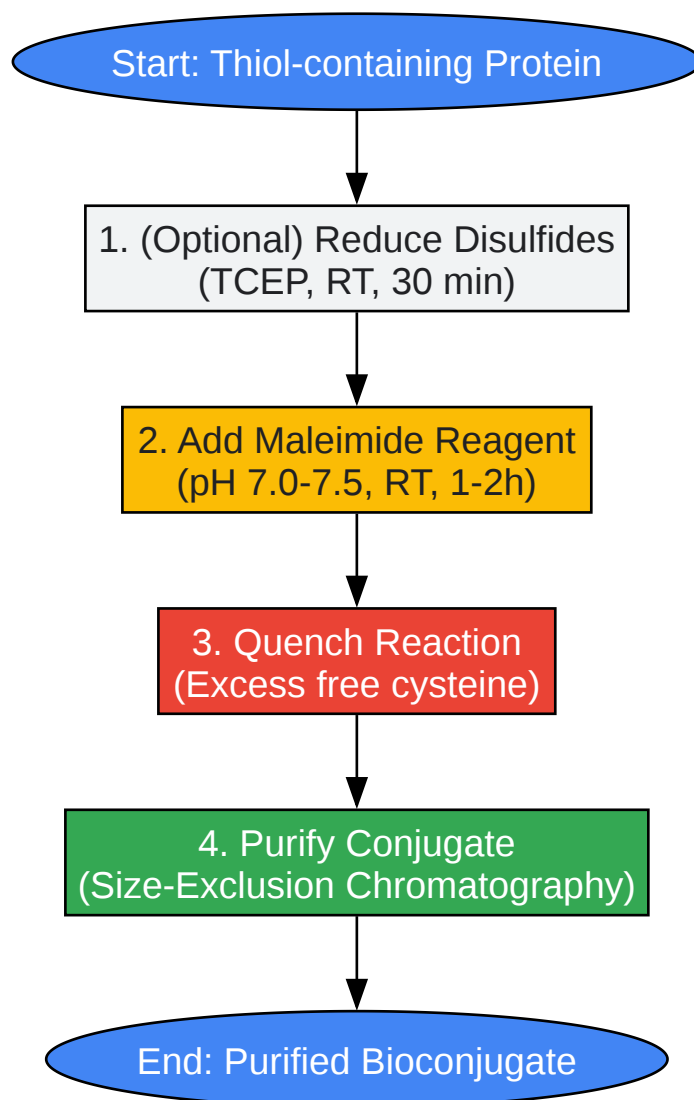 Start: Thiol-containing Protein
1. (Optional) Reduce Disulfides
(TCEP, RT, 30 min)
2. Add Maleimide Reagent
(pH 7.0-7.5, RT, 1-2h)
3. Quench Reaction
(Excess free cysteine)
4. Purify Conjugate
(Size-Exclusion Chromatography)
End: Purified Bioconjugate